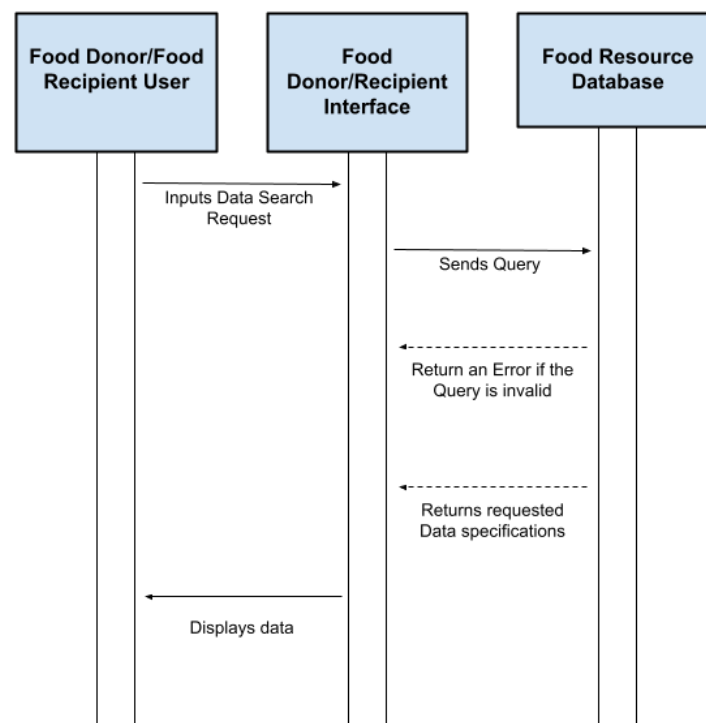 Food Donor/Food
Recipient User
Food
Donor/Recipient
Interface
Food Resource
Database
Inputs Data Search
Request
Sends Query
Return an Error if the
Query is invalid
Returns requested
Data specifications
Displays data